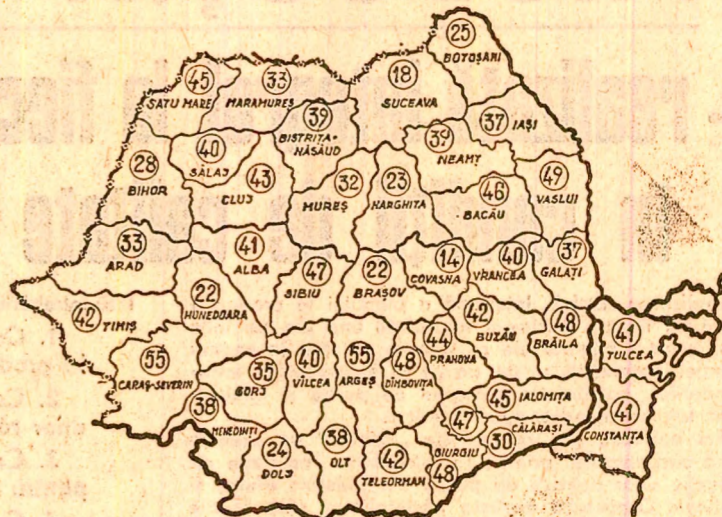 25
BOTOȘANI
45
SATU MARE
33
MARAMUREȘ
18
SUCEAVA
39
BISTRIȚA-
NĂSĂUD
37 IAȘI
39
NEAMȚ
40
SĂLAJ
28
BIHOR
43
CLUJ
32
MUREȘ
23
HARGHITA
46
BACĂU
49
VASLUI
33
ARAD
41
ALBA
47
SIBIU
22
BRAȘOV
14
COVASNA
40
VRANCEA
37
GALAȚI
22
HUNEDOARA
42 TIMIȘ
42
BUZĂU
48
BRĂILA
41
TULCEA
55
CARAȘ-SEVERIN
35
GORJ
40
VÎLCEA
55
ARGEȘ
48
DÎMBOVIȚA
44
PRAHOVA
45
IALOMIȚA
38
MEHEDINȚI
47
30
CĂLĂRAȘI
41
CONSTANȚA
24
DOLJ
38
OLT
42
TELEORMAN
GIURGIU
48